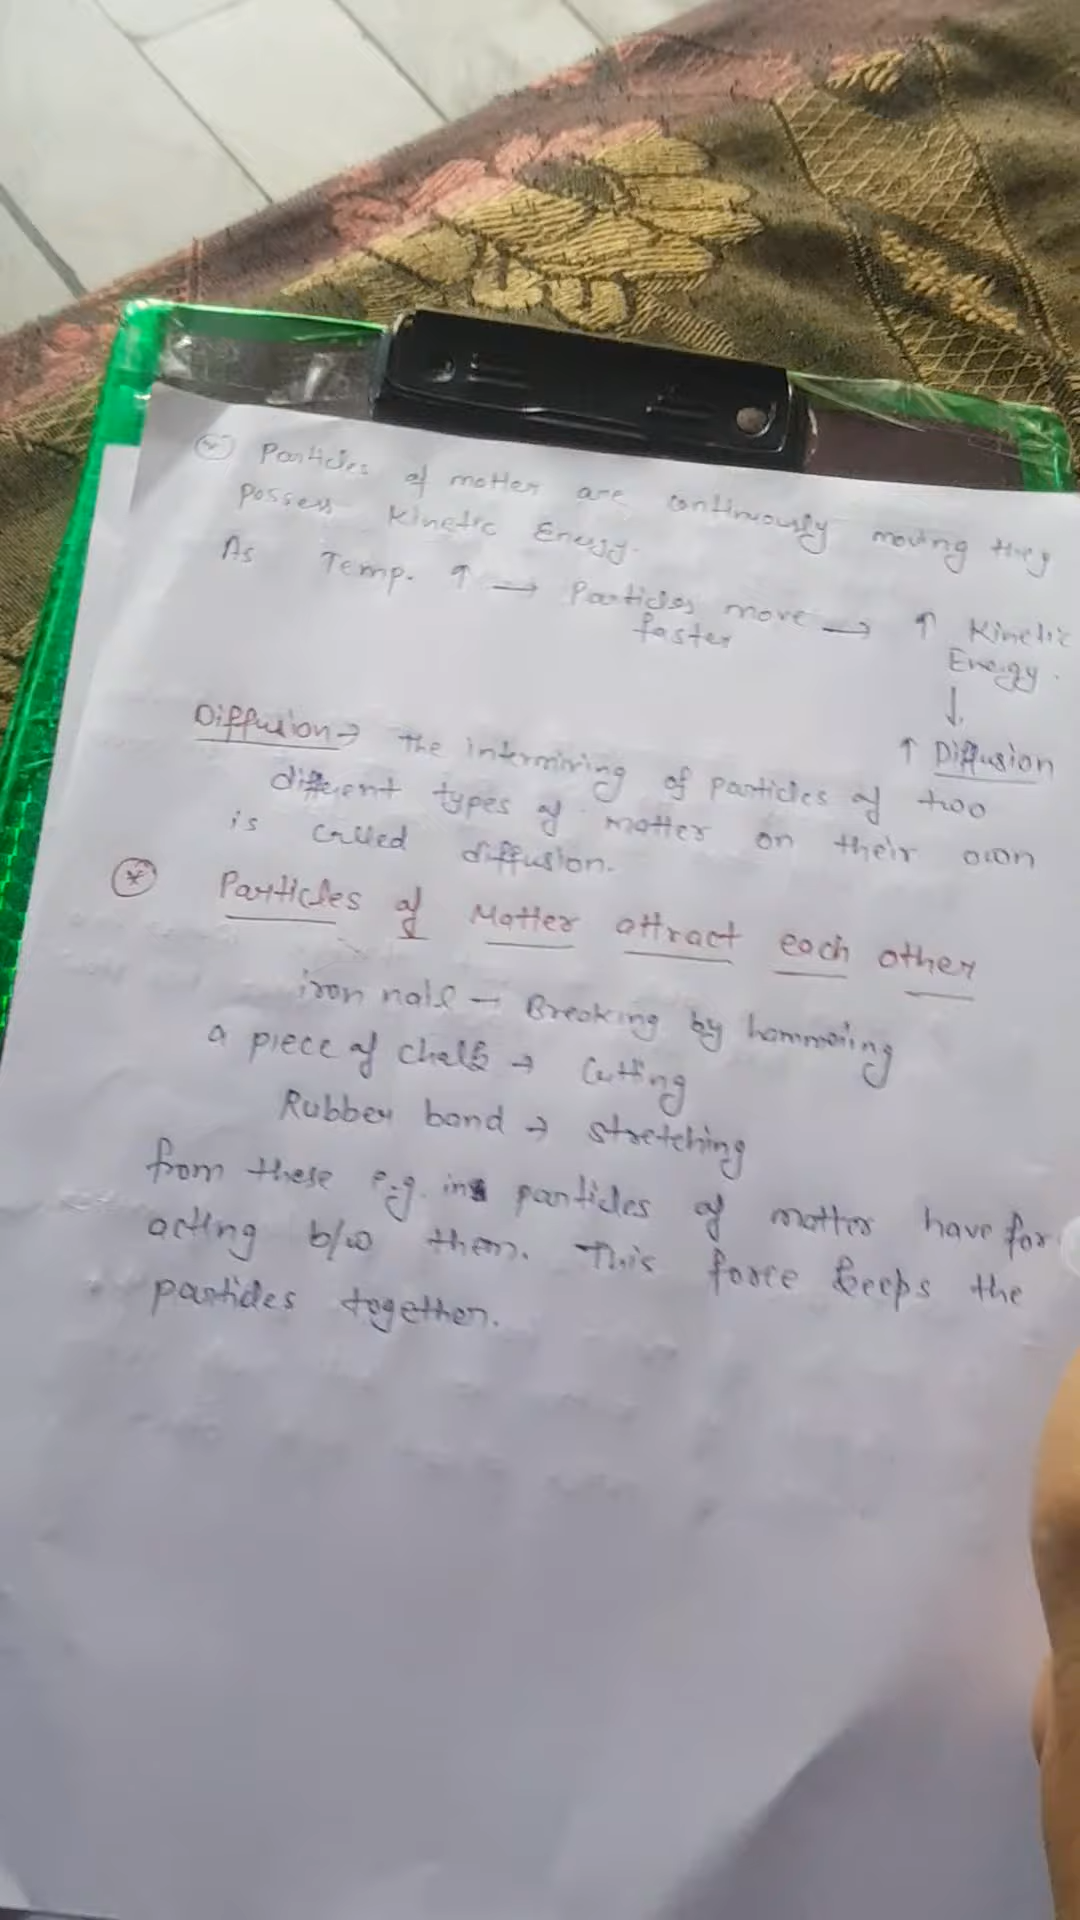 * Particles of matter are continuously moving they
possess Kinetic Energy.
As Temp. ↑ → Particles move faster → ↑ Kinetic Energy.
↓
↑ Diffusion
Diffusion → the intermixing of particles of two
different types of matter on their own
is called diffusion.
* Particles of Matter attract each other
iron nail → Breaking by hammering
a piece of chalk → Cutting
Rubber band → stretching
from these e.g. particles of matter have for
acting b/w them. This force keeps the
particles together.